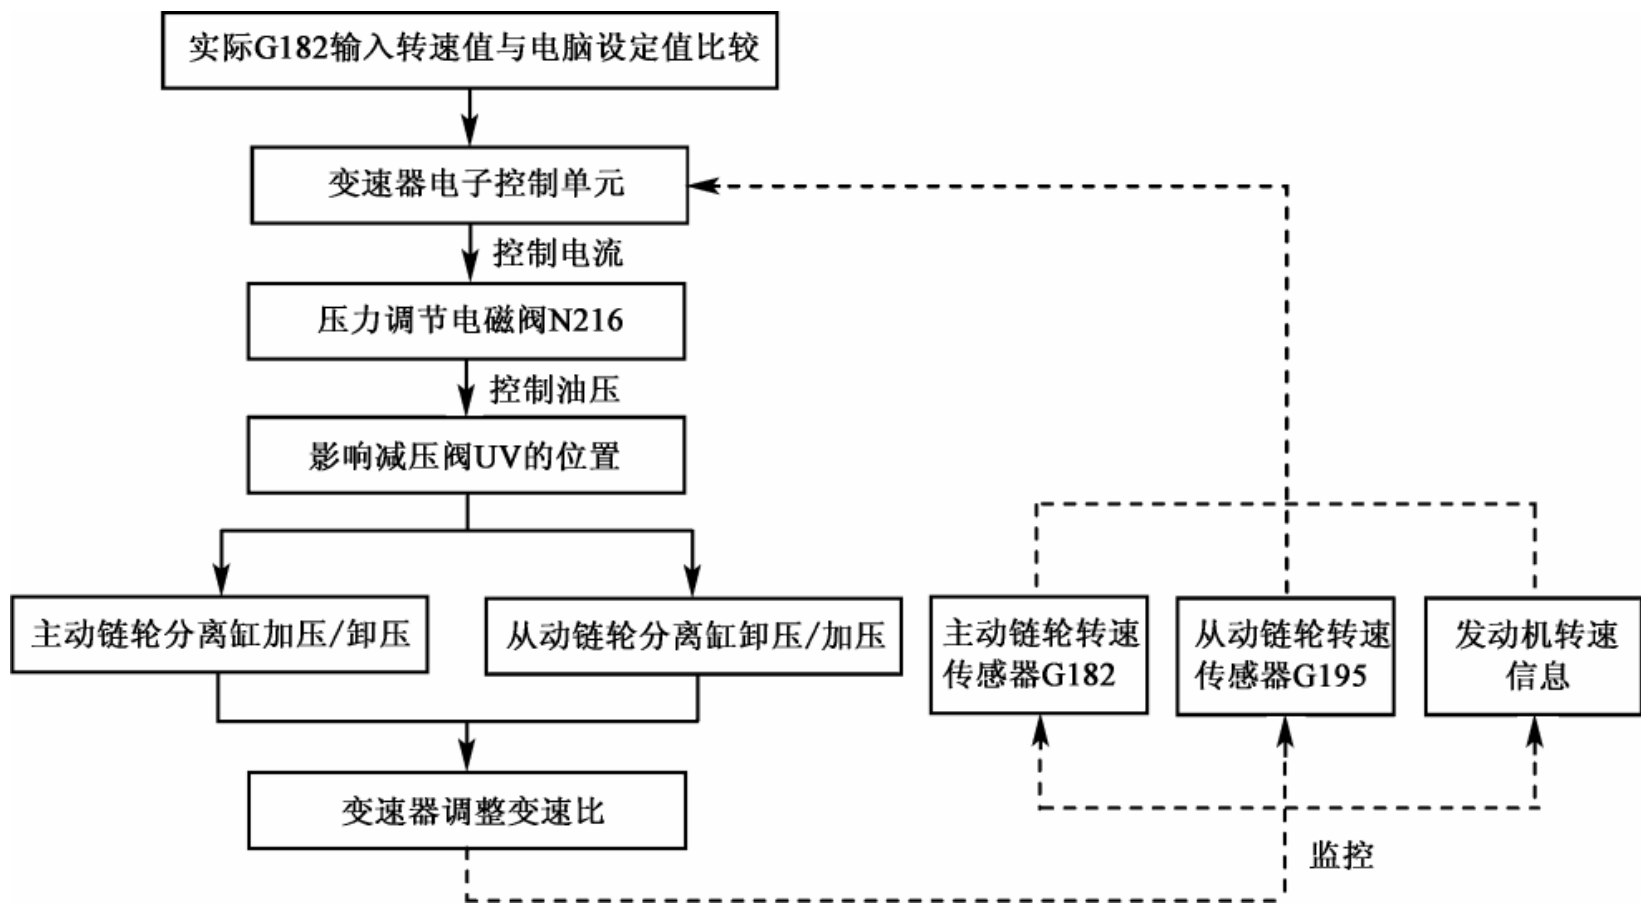 实际G182输入转速值与电脑设定值比较
变速器电子控制单元
控制电流
压力调节电磁阀N216
控制油压
影响减压阀UV的位置
主动链轮分离缸加压/卸压
从动链轮分离缸卸压/加压
主动链轮转速
传感器G182
从动链轮转速
传感器G195
发动机转速
信息
变速器调整变速比
监控